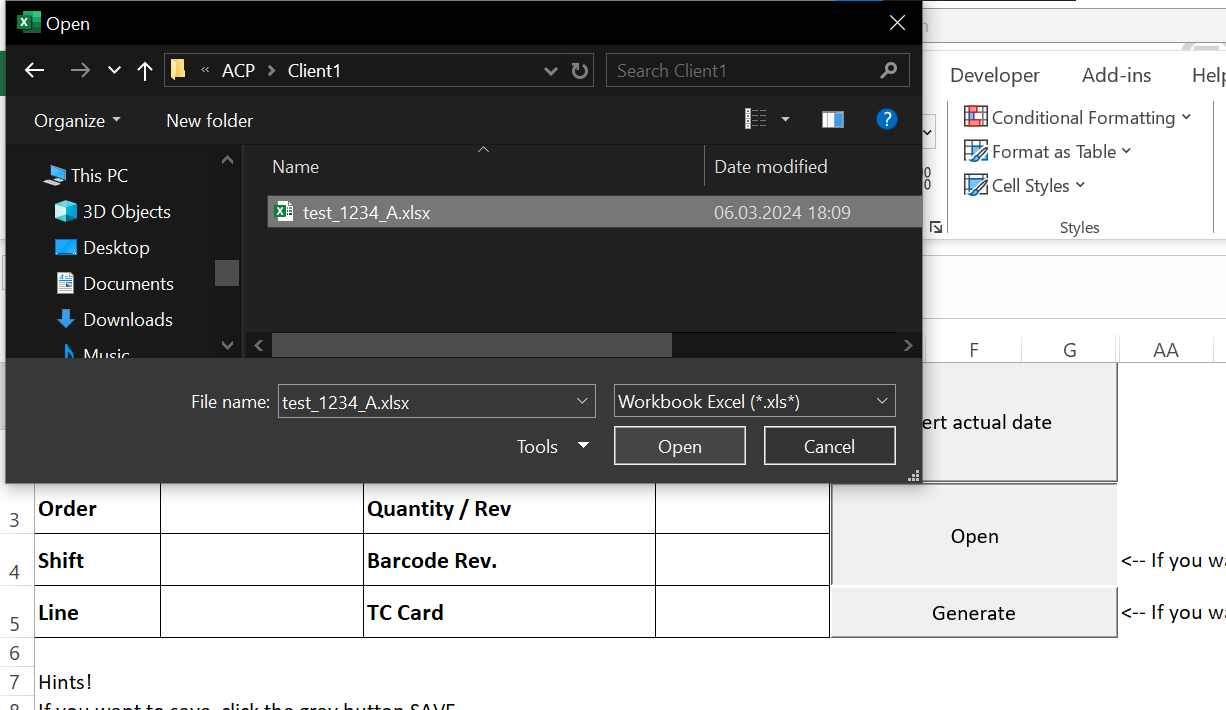 Open
ACP Client1
Search Client1
Developer Add-ins Help
Organize New folder
Conditional Formatting
Format as Table
Cell Styles
Styles
This PC
3D Objects
Desktop
Documents
Downloads
Music
Name Date modified
test_1234_A.xlsx 06.03.2024 18:09
F G AA
File name: test_1234_A.xlsx Workbook Excel (*.xls*)
Tools Open Cancel
ert actual date
3 Order Quantity / Rev
Open
4 Shift Barcode Rev. <-- If you wa
5 Line TC Card Generate <-- If you wa
6
7 Hints!
8 If you want to save, click the gray button SAVE